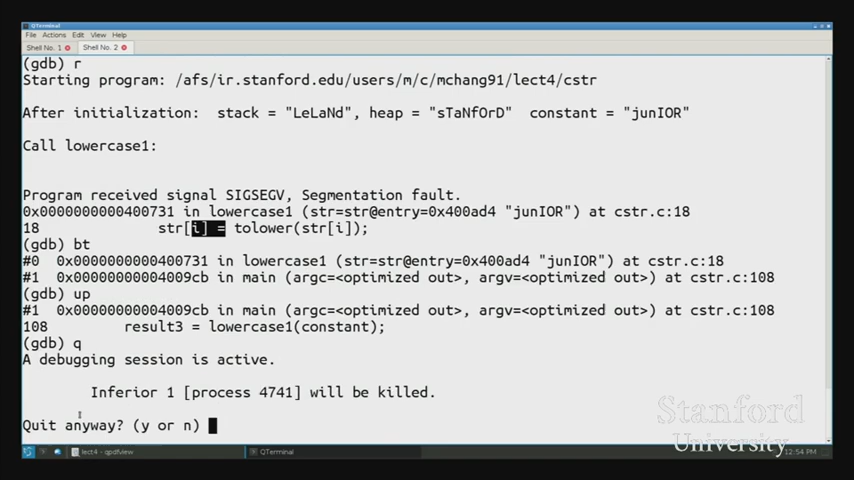 QTerminal
File Actions Edit View Help
Shell No. 1 Shell No. 2
(gdb) r
Starting program: /afs/ir.stanford.edu/users/m/c/mchang91/lect4/cstr
After initialization:  stack = "LeLaNd", heap = "sTaNfOrD"  constant = "junIOR"
Call lowercase1:
Program received signal SIGSEGV, Segmentation fault.
0x0000000000400731 in lowercase1 (str=str@entry=0x400ad4 "junIOR") at cstr.c:18
18              str[i] = tolower(str[i]);
(gdb) bt
#0  0x0000000000400731 in lowercase1 (str=str@entry=0x400ad4 "junIOR") at cstr.c:18
#1  0x00000000004009cb in main (argc=<optimized out>, argv=<optimized out>) at cstr.c:108
(gdb) up
#1  0x00000000004009cb in main (argc=<optimized out>, argv=<optimized out>) at cstr.c:108
108         result3 = lowercase1(constant);
(gdb) q
A debugging session is active.
        Inferior 1 [process 4741] will be killed.
Quit anyway? (y or n)
Stanford
University
lect4 - qpdfview QTerminal 12:54 PM